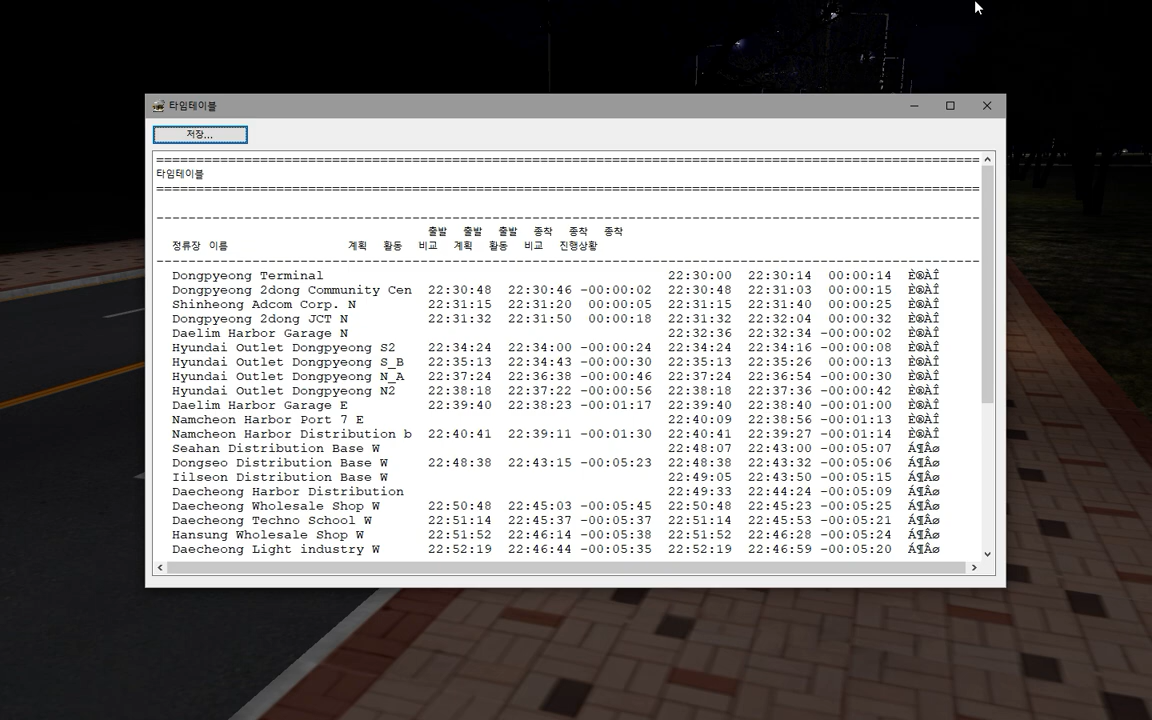 타임테이블
저장...
================================================================================
타임테이블
================================================================================
--------------------------------------------------------------------------------
출발 출발 출발 종착 종착 종착
정류장 이름 계획 활동 비교 계획 활동 비교 진행상황
--------------------------------------------------------------------------------
Dongpyeong Terminal 22:30:00 22:30:14 00:00:14 È®ÀÎ
Dongpyeong 2dong Community Cen 22:30:48 22:30:46 -00:00:02 22:30:48 22:31:03 00:00:15 È®ÀÎ
Shinheong Adcom Corp. N 22:31:15 22:31:20 00:00:05 22:31:15 22:31:40 00:00:25 È®ÀÎ
Dongpyeong 2dong JCT N 22:31:32 22:31:50 00:00:18 22:31:32 22:32:04 00:00:32 È®ÀÎ
Daelim Harbor Garage N 22:32:36 22:32:34 -00:00:02 È®ÀÎ
Hyundai Outlet Dongpyeong S2 22:34:24 22:34:00 -00:00:24 22:34:24 22:34:16 -00:00:08 È®ÀÎ
Hyundai Outlet Dongpyeong S_B 22:35:13 22:34:43 -00:00:30 22:35:13 22:35:26 00:00:13 È®ÀÎ
Hyundai Outlet Dongpyeong N_A 22:37:24 22:36:38 -00:00:46 22:37:24 22:36:54 -00:00:30 È®ÀÎ
Hyundai Outlet Dongpyeong N2 22:38:18 22:37:22 -00:00:56 22:38:18 22:37:36 -00:00:42 È®ÀÎ
Daelim Harbor Garage E 22:39:40 22:38:23 -00:01:17 22:39:40 22:38:40 -00:01:00 È®ÀÎ
Namcheon Harbor Port 7 E 22:40:09 22:38:56 -00:01:13 È®ÀÎ
Namcheon Harbor Distribution b 22:40:41 22:39:11 -00:01:30 22:40:41 22:39:27 -00:01:14 È®ÀÎ
Seahan Distribution Base W 22:48:07 22:43:00 -00:05:07 Á¶Âø
Dongseo Distribution Base W 22:48:38 22:43:15 -00:05:23 22:48:38 22:43:32 -00:05:06 Á¶Âø
Iilseon Distribution Base W 22:49:05 22:43:50 -00:05:15 Á¶Âø
Daecheong Harbor Distribution 22:49:33 22:44:24 -00:05:09 Á¶Âø
Daecheong Wholesale Shop W 22:50:48 22:45:03 -00:05:45 22:50:48 22:45:23 -00:05:25 Á¶Âø
Daecheong Techno School W 22:51:14 22:45:37 -00:05:37 22:51:14 22:45:53 -00:05:21 Á¶Âø
Hansung Wholesale Shop W 22:51:52 22:46:14 -00:05:38 22:51:52 22:46:28 -00:05:24 Á¶Âø
Daecheong Light industry W 22:52:19 22:46:44 -00:05:35 22:52:19 22:46:59 -00:05:20 Á¶Âø